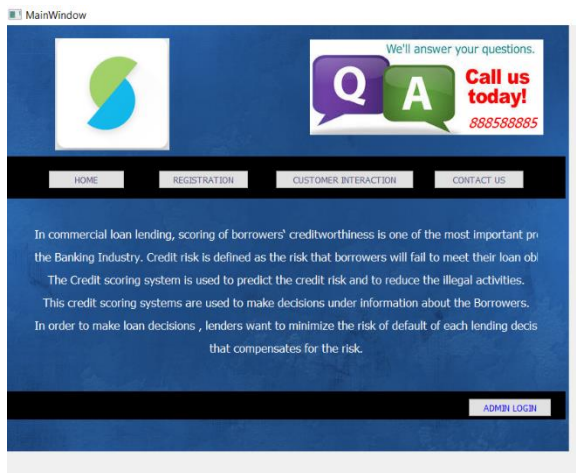 MainWindow
We'll answer your questions.
Q A
Call us
today!
888588885
HOME REGISTRATION CUSTOMER INTERACTION CONTACT US
In commercial loan lending, scoring of borrowers' creditworthiness is one of the most important
the Banking Industry. Credit risk is defined as the risk that borrowers will fail to meet their loan
The Credit scoring system is used to predict the credit risk and to reduce the illegal activities.
This credit scoring systems are used to make decisions under information about the Borrowers.
In order to make loan decisions , lenders want to minimize the risk of default of each lending
that compensates for the risk.
ADMIN LOGIN